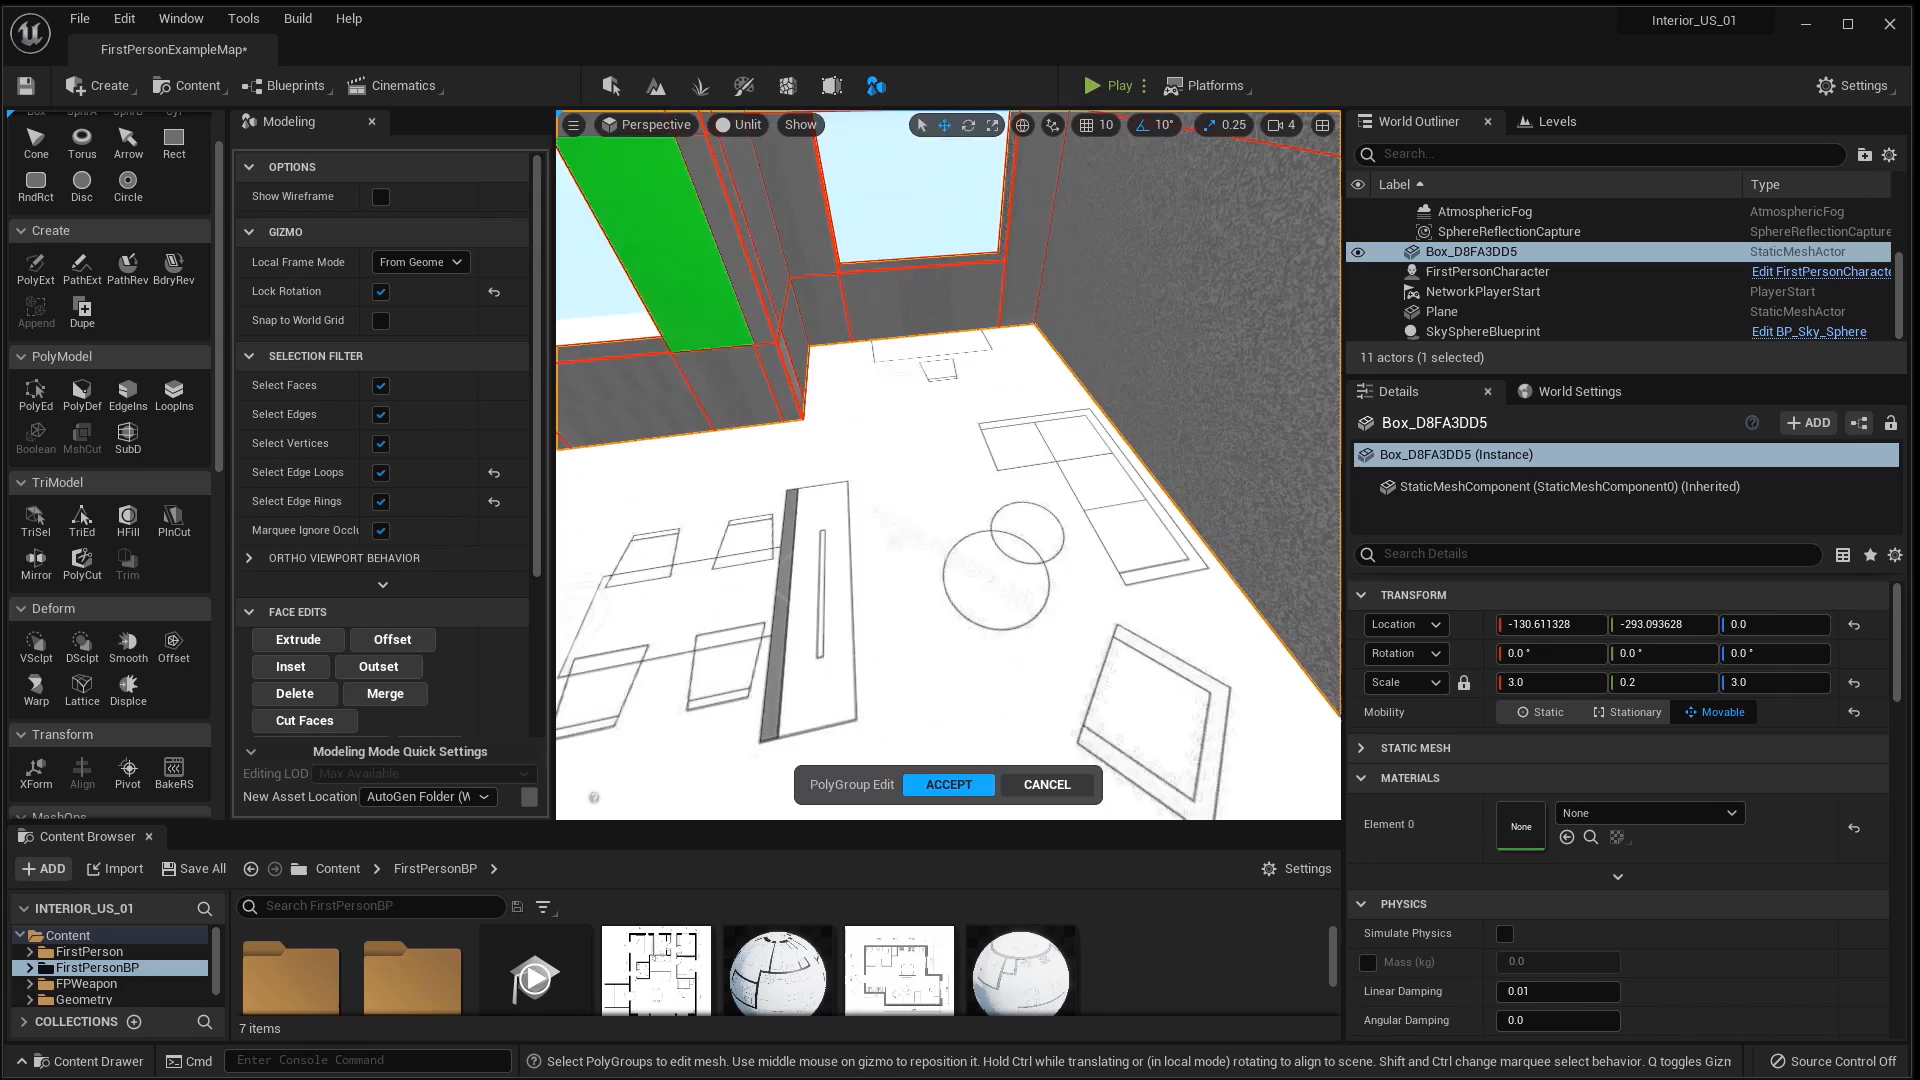 File Edit Window Tools Build Help
Interior_US_01
FirstPersonExampleMap*
Create Content Blueprints Cinematics Play Platforms Settings
Cone Torus Arrow Rect
RndRct Disc Circle
Create
PolyExt PathExt PathRev BdryRev
Append Dupe
PolyModel
PolyEd PolyDef EdgeIns LoopIns
Boolean MshCut SubD
TriModel
TriSel TriEd HFill PlnCut
Mirror PolyCut Trim
Deform
VSclpt DSclpt Smooth Offset
Warp Lattice Displce
Transform
XForm Align Pivot BakeRS
MeshOps
Modeling
OPTIONS
Show Wireframe
GIZMO
Local Frame Mode From Geome
Lock Rotation
Snap to World Grid
SELECTION FILTER
Select Faces
Select Edges
Select Vertices
Select Edge Loops
Select Edge Rings
Marquee Ignore Occlu
ORTHO VIEWPORT BEHAVIOR
FACE EDITS
Extrude Offset
Inset Outset
Delete Merge
Cut Faces
Modeling Mode Quick Settings
Editing LOD Max Available
New Asset Location AutoGen Folder (W
Perspective Unlit Show 10 10° 0.25 4
PolyGroup Edit ACCEPT CANCEL
World Outliner Levels
Search...
Label Type
AtmosphericFog AtmosphericFog
SphereReflectionCapture SphereReflectionCapture
Box_D8FA3DD5 StaticMeshActor
FirstPersonCharacter Edit FirstPersonCharacte
NetworkPlayerStart PlayerStart
Plane StaticMeshActor
SkySphereBlueprint Edit BP_Sky_Sphere
11 actors (1 selected)
Details World Settings
Box_D8FA3DD5 ADD
Box_D8FA3DD5 (Instance)
StaticMeshComponent (StaticMeshComponent0) (Inherited)
Search Details
TRANSFORM
Location -130.611328 -293.093628 0.0
Rotation 0.0 ° 0.0 ° 0.0 °
Scale 3.0 0.2 3.0
Mobility Static Stationary Movable
STATIC MESH
MATERIALS
Element 0 None None
PHYSICS
Simulate Physics
Mass (kg) 0.0
Linear Damping 0.01
Angular Damping 0.0
Content Browser
ADD Import Save All Content FirstPersonBP Settings
INTERIOR_US_01
Content
FirstPerson
FirstPersonBP
FPWeapon
Geometry
COLLECTIONS
Search FirstPersonBP
7 items
Content Drawer Cmd Enter Console Command Select PolyGroups to edit mesh. Use middle mouse on gizmo to reposition it. Hold Ctrl while translating or (in local mode) rotating to align to scene. Shift and Ctrl change marquee select behavior. Q toggles Gizm Source Control Off